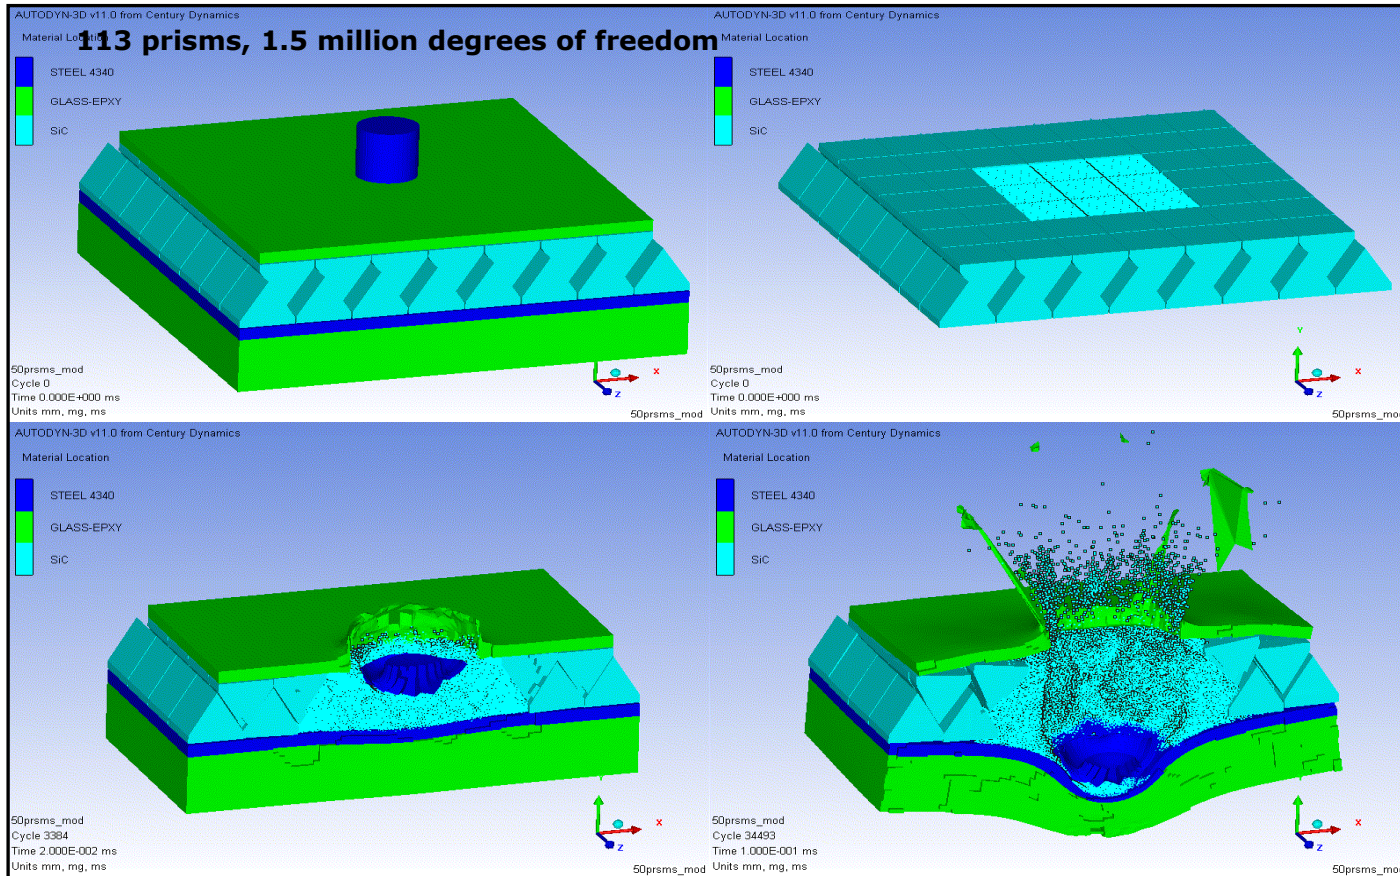 AUTODYN-3D v11.0 from Century Dynamics
113 prisms, 1.5 million degrees of freedom
Material Location
STEEL 4340
GLASS-EPXY
SiC
50prsms_mod
Cycle 0
Time 0.000E+000 ms
Units mm, mg, ms
X
Z
50prsms_mod
AUTODYN-3D v11.0 from Century Dynamics
Material Location
STEEL 4340
GLASS-EPXY
SiC
50prsms_mod
Cycle 0
Time 0.000E+000 ms
Units mm, mg, ms
Y
X
Z
50prsms_mod
AUTODYN-3D v11.0 from Century Dynamics
Material Location
STEEL 4340
GLASS-EPXY
SiC
50prsms_mod
Cycle 3384
Time 2.000E-002 ms
Units mm, mg, ms
X
Z
50prsms_mod
AUTODYN-3D v11.0 from Century Dynamics
Material Location
STEEL 4340
GLASS-EPXY
SiC
50prsms_mod
Cycle 34493
Time 1.000E-001 ms
Units mm, mg, ms
X
Z
50prsms_mod